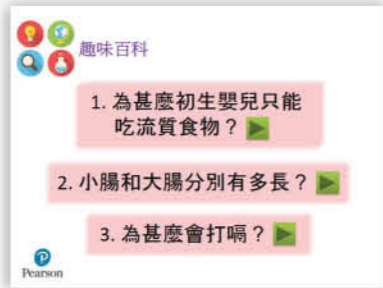 趣味百科
1. 為甚麼初生嬰兒只能
吃流質食物？
2. 小腸和大腸分別有多長？
3. 為甚麼會打嗝？
Pearson